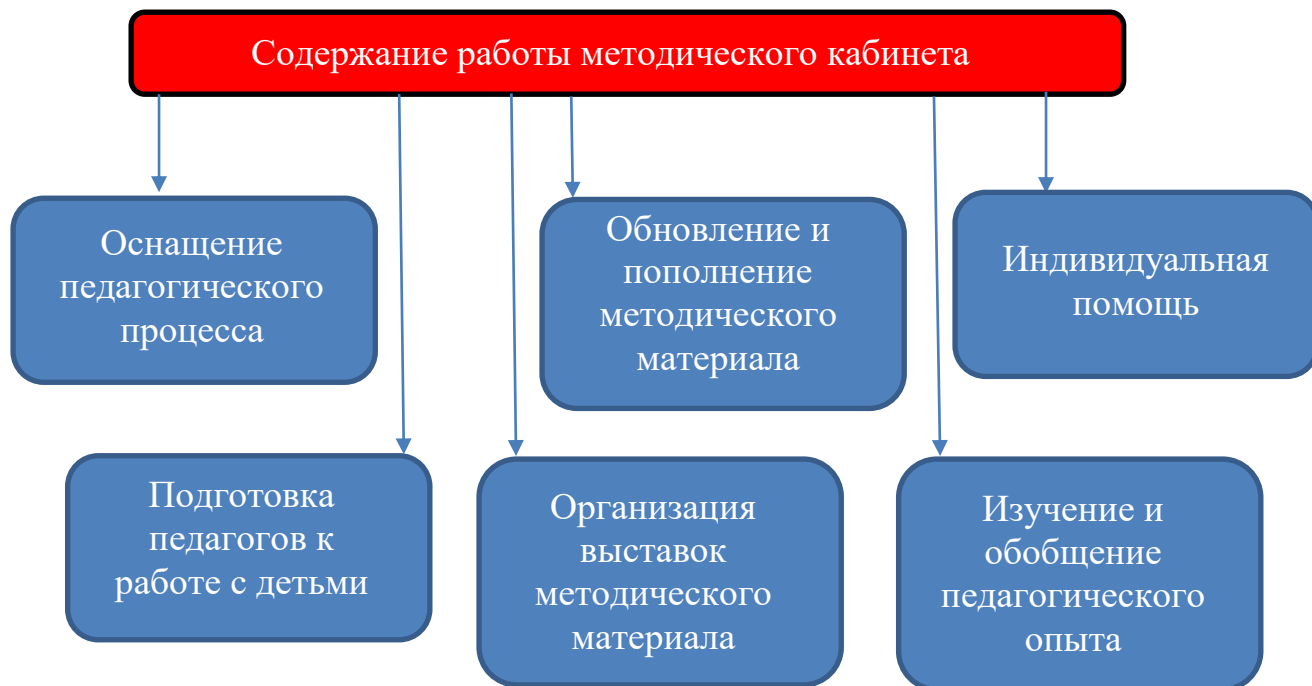 Содержание работы методического кабинета
Оснащение
педагогического
процесса
Обновление и
пополнение
методического
материала
Индивидуальная
помощь
Подготовка
педагогов к
работе с детьми
Организация
выставок
методического
материала
Изучение и
обобщение
педагогического
опыта